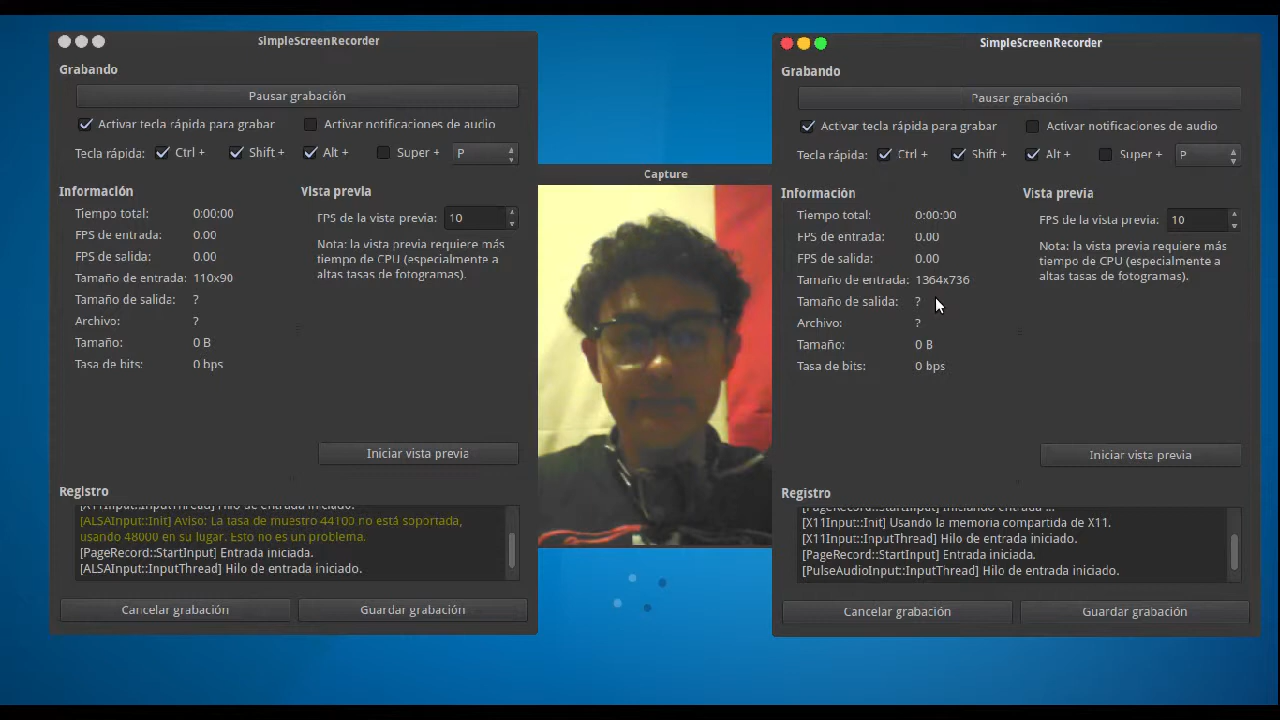 SimpleScreenRecorder
Grabando
Pausar grabación
Activar tecla rápida para grabar
Activar notificaciones de audio
Tecla rápida: Ctrl + Shift + Alt + Super + P
Información
Tiempo total: 0:00:00
FPS de entrada: 0.00
FPS de salida: 0.00
Tamaño de entrada: 110x90
Tamaño de salida: ?
Archivo: ?
Tamaño: 0 B
Tasa de bits: 0 bps
Vista previa
FPS de la vista previa: 10
Nota: la vista previa requiere más
tiempo de CPU (especialmente a
altas tasas de fotogramas).
Iniciar vista previa
Registro
[X11Input::InputThread] Hilo de entrada iniciado.
[ALSAInput::Init] Aviso: La tasa de muestro 44100 no está soportada,
usando 48000 en su lugar. Esto no es un problema.
[PageRecord::StartInput] Entrada iniciada.
[ALSAInput::InputThread] Hilo de entrada iniciado.
Cancelar grabación
Guardar grabación
Capture
SimpleScreenRecorder
Grabando
Pausar grabación
Activar tecla rápida para grabar
Activar notificaciones de audio
Tecla rápida: Ctrl + Shift + Alt + Super + P
Información
Tiempo total: 0:00:00
FPS de entrada: 0.00
FPS de salida: 0.00
Tamaño de entrada: 1364x736
Tamaño de salida: ?
Archivo: ?
Tamaño: 0 B
Tasa de bits: 0 bps
Vista previa
FPS de la vista previa: 10
Nota: la vista previa requiere más
tiempo de CPU (especialmente a
altas tasas de fotogramas).
Iniciar vista previa
Registro
[PageRecord::StartInput] Iniciando entrada ...
[X11Input::Init] Usando la memoria compartida de X11.
[X11Input::InputThread] Hilo de entrada iniciado.
[PageRecord::StartInput] Entrada iniciada.
[PulseAudioInput::InputThread] Hilo de entrada iniciado.
Cancelar grabación
Guardar grabación